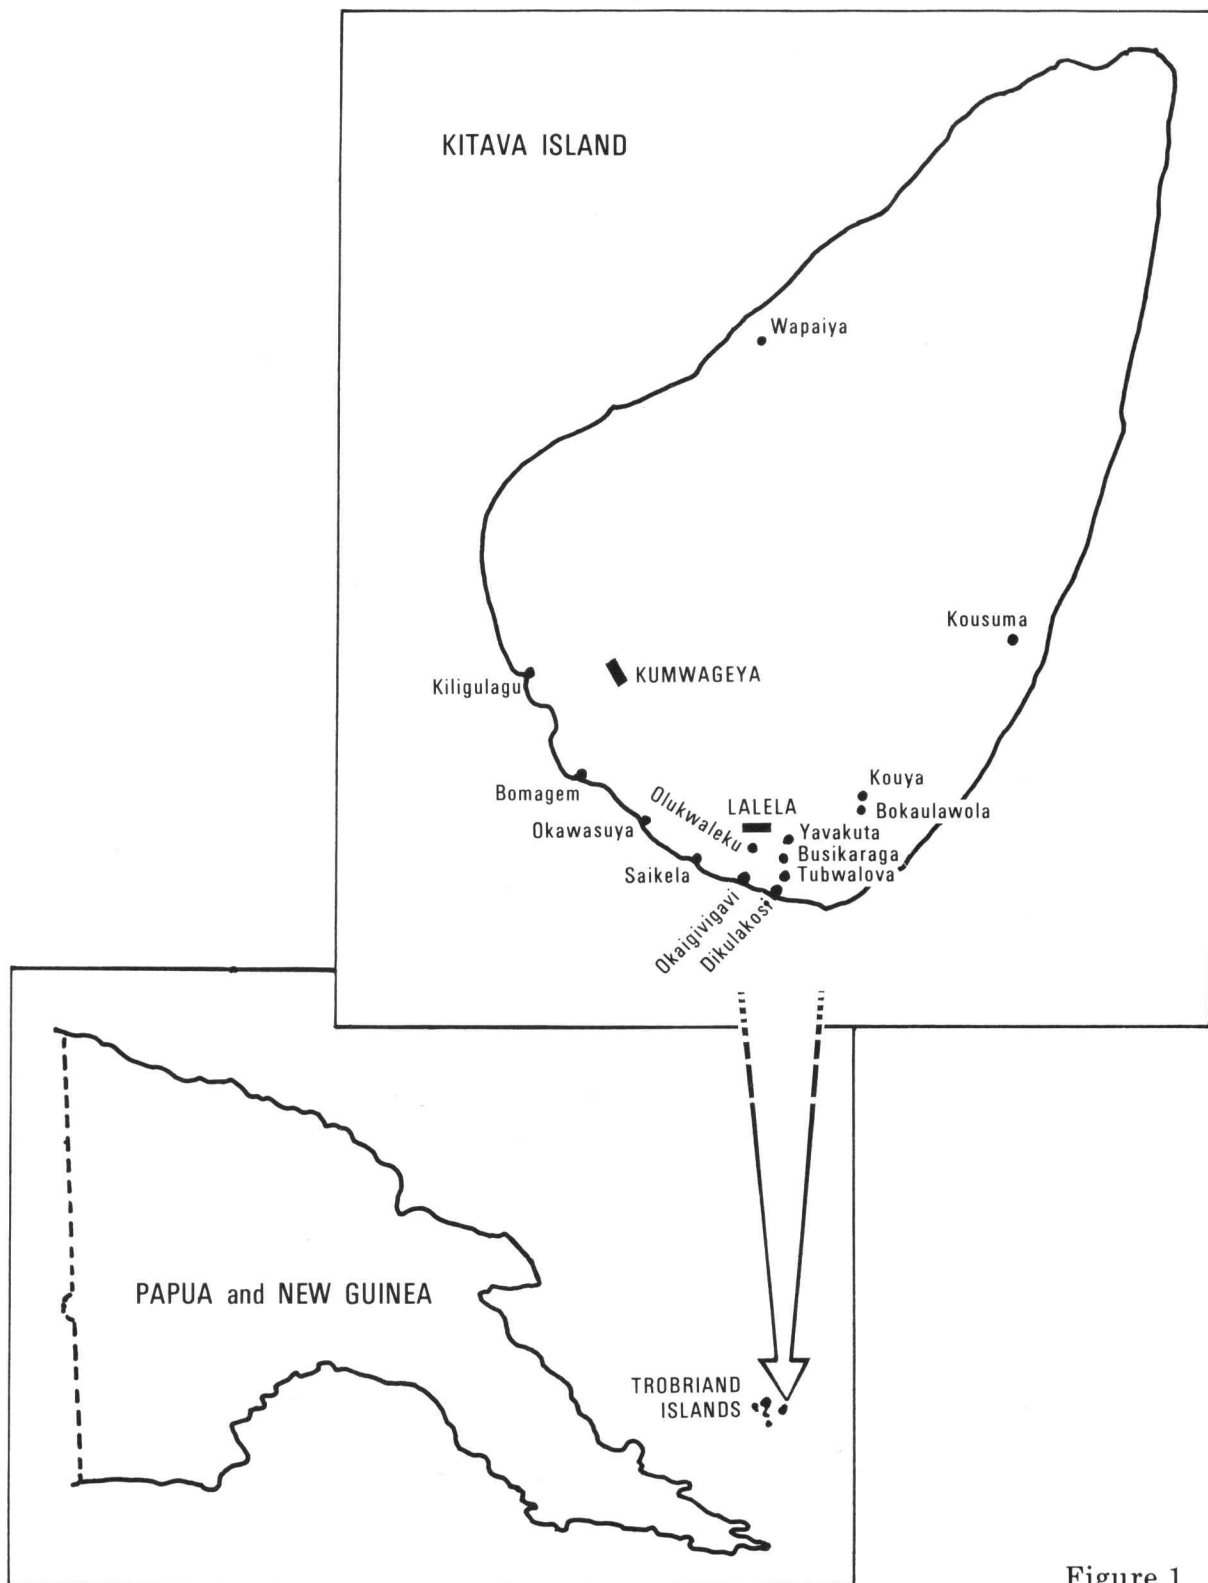 KITAVA ISLAND
Wapaiya
Kousuma
KUMWAGEYA
Kiligulagu
Kouya
Bomagem
Olukwaleku
LALELA
Bokaulawola
Okawasuya
Yavakuta
Busikaraga
Saikela
Tubwalova
Okaigivigavi
Dikulakosi
PAPUA and NEW GUINEA
TROBRIAND
ISLANDS
Figure 1